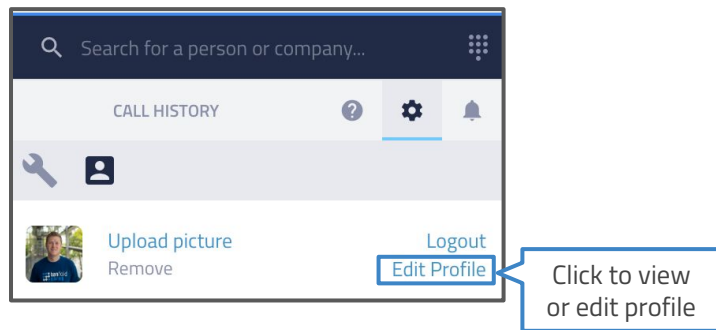 Search for a person or company...
CALL HISTORY
Upload picture
Logout
Remove
Edit Profile
Click to view
or edit profile